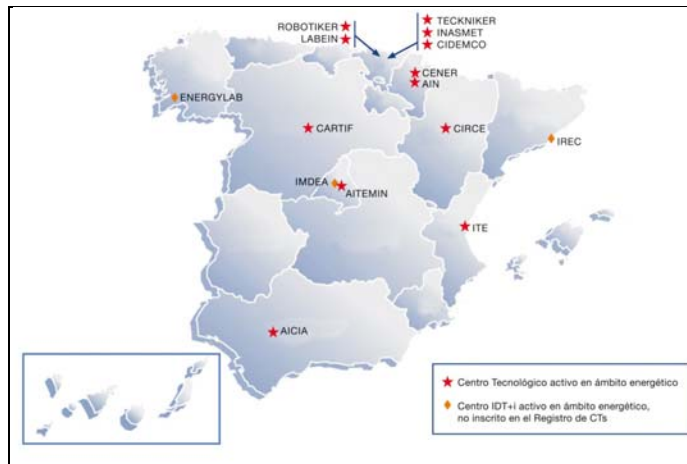 ROBOTIKER
LABEIN
TECKNIKER
INASMET
CIDEMCO
CENER
AIN
ENERGYLAB
CARTIF
CIRCE
IREC
IMDEA
AITEMIN
ITE
AICIA
Centro Tecnológico activo en ámbito energético
Centro IDT+i activo en ámbito energético,
no inscrito en el Registro de CTs